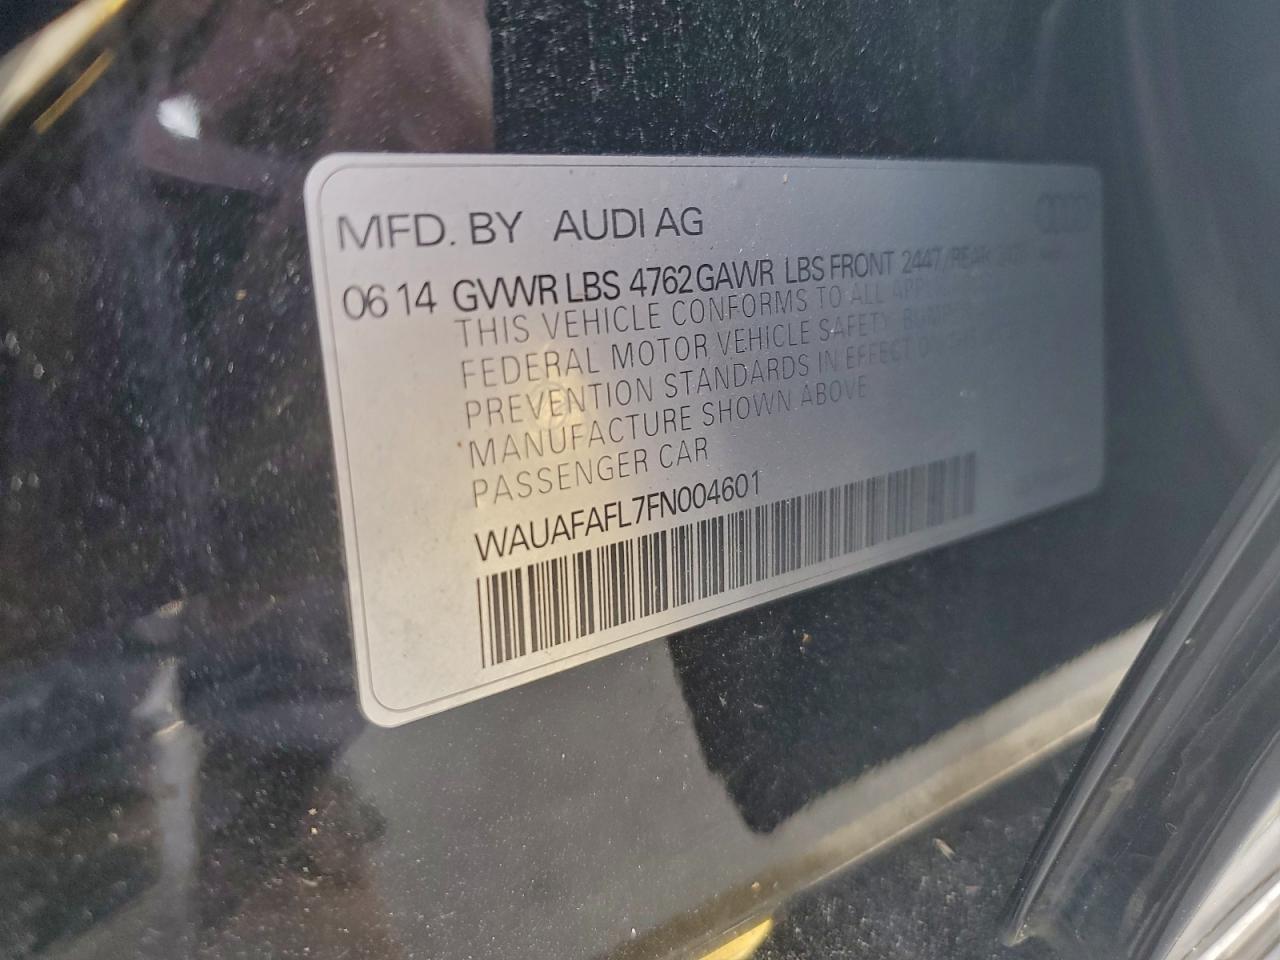 MFD. BY AUDI AG
06 14 GVWR LBS 4762 GAWR LBS FRONT 2447/REAR
THIS VEHICLE CONFORMS TO ALL
FEDERAL MOTOR VEHICLE SAFETY
PREVENTION STANDARDS IN EFFECT
MANUFACTURE SHOWN ABOVE
PASSENGER CAR
WAUAFAFL7FN004601